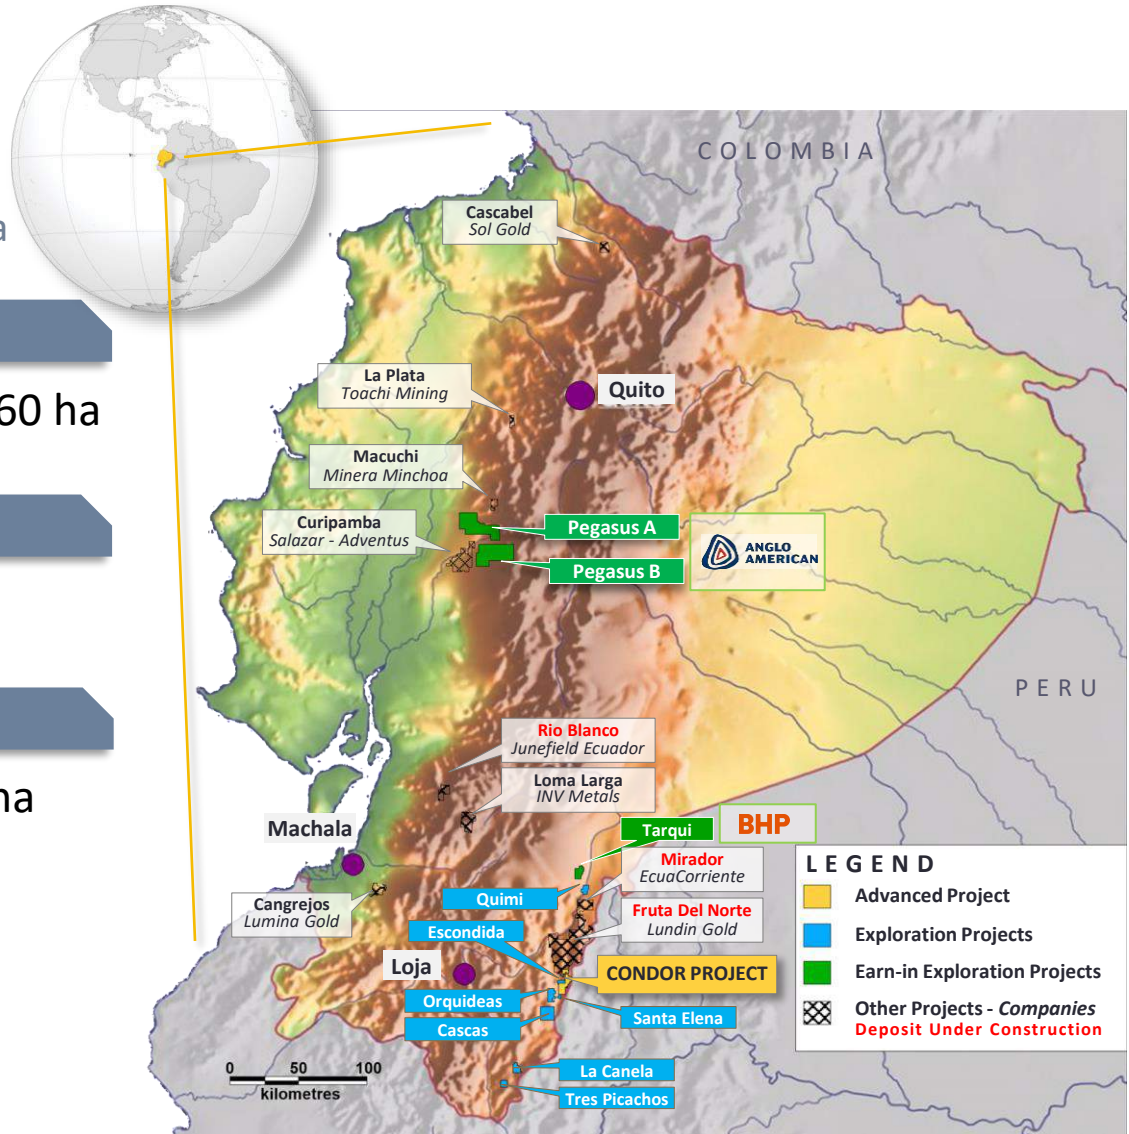 COLOMBIA
Cascabel
Sol Gold
a
La Plata
Toachi Mining
Quito
60 ha
Macuchi
Minera Minchoa
Curipamba
Salazar - Adventus
Pegasus A
ANGLO
AMERICAN
Pegasus B
PERU
Rio Blanco
Junefield Ecuador
Loma Larga
INV Metals
ha
Machala
Tarqui
BHP
Mirador
EcuaCorriente
Cangrejos
Lumina Gold
Quimi
Fruta Del Norte
Lundin Gold
Escondida
Loja
CONDOR PROJECT
Orquideas
Santa Elena
Cascas
La Canela
Tres Picachos
LEGEND
Advanced Project
Exploration Projects
Earn-in Exploration Projects
Other Projects - Companies
Deposit Under Construction
0 50 100
kilometres